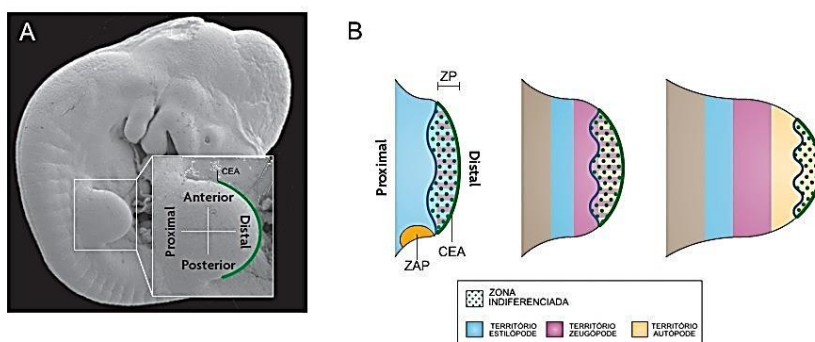 A
CEA
Anterior
Proximal
Distal
Posterior
B
ZP
Proximal
Distal
ZAP
CEA
ZONA
INDIFERENCIADA
TERRITÓRIO
ESTILÓPODE
TERRITÓRIO
ZEUGÓPODE
TERRITÓRIO
AUTÓPODE